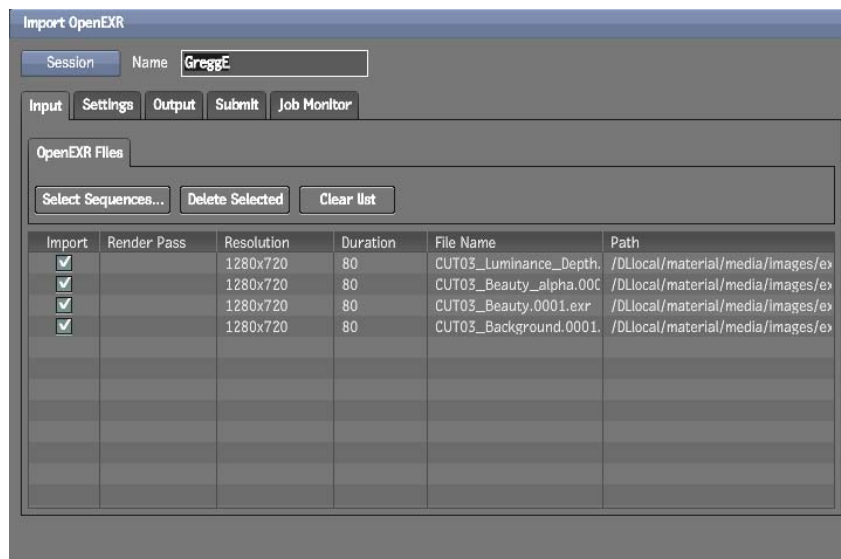 Import OpenEXR
Session Name GreggE
Input Settings Output Submit Job Monitor
OpenEXR Files
Select Sequences... Delete Selected Clear List
Import Render Pass Resolution Duration File Name Path
1280x720 80 CUT03_Luminance_Depth. /DLlocal/material/media/images/ex
1280x720 80 CUT03_Beauty_alpha.000 /DLlocal/material/media/images/ex
1280x720 80 CUT03_Beauty.0001.exr /DLlocal/material/media/images/ex
1280x720 80 CUT03_Background.0001. /DLlocal/material/media/images/ex